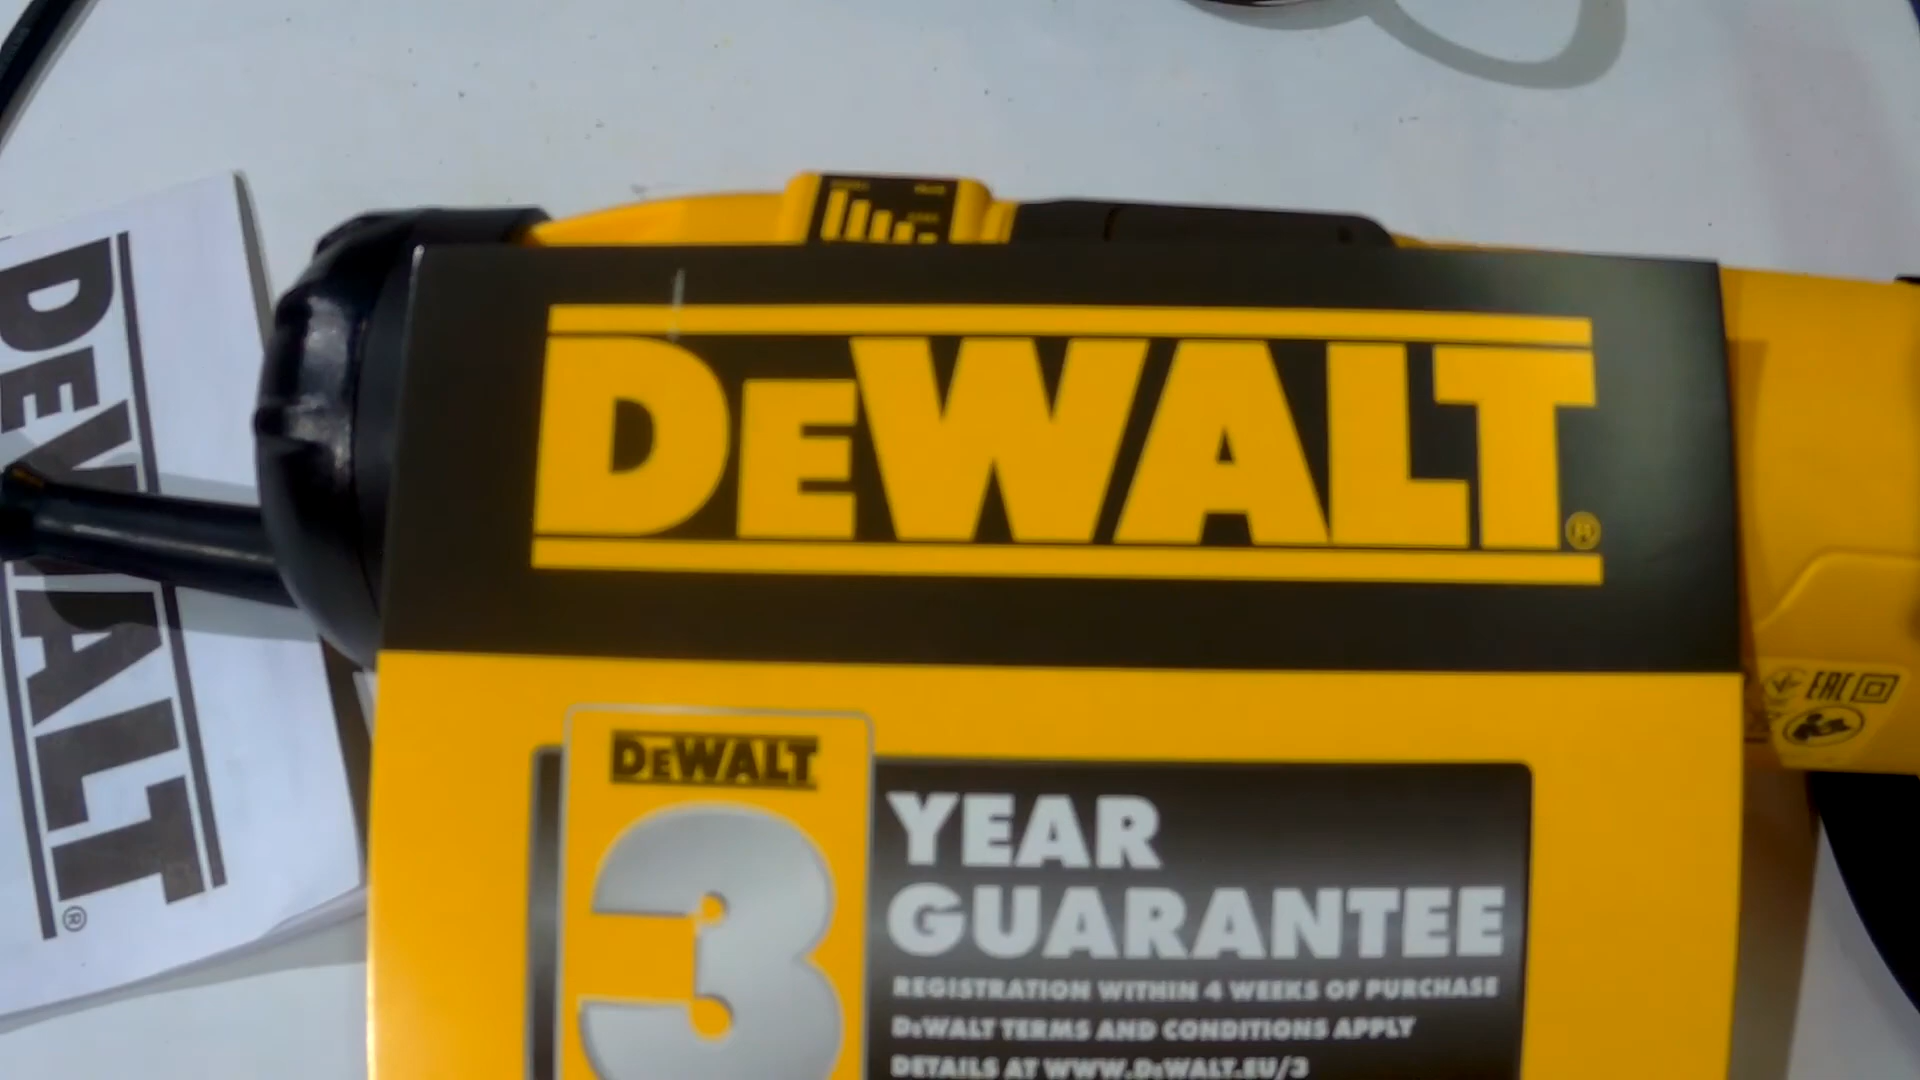 DEWALT®
DEWALT®
EAC
DEWALT
3
YEAR
GUARANTEE
REGISTRATION WITHIN 4 WEEKS OF PURCHASE
DEWALT TERMS AND CONDITIONS APPLY
DETAILS AT WWW.DEWALT.EU/3